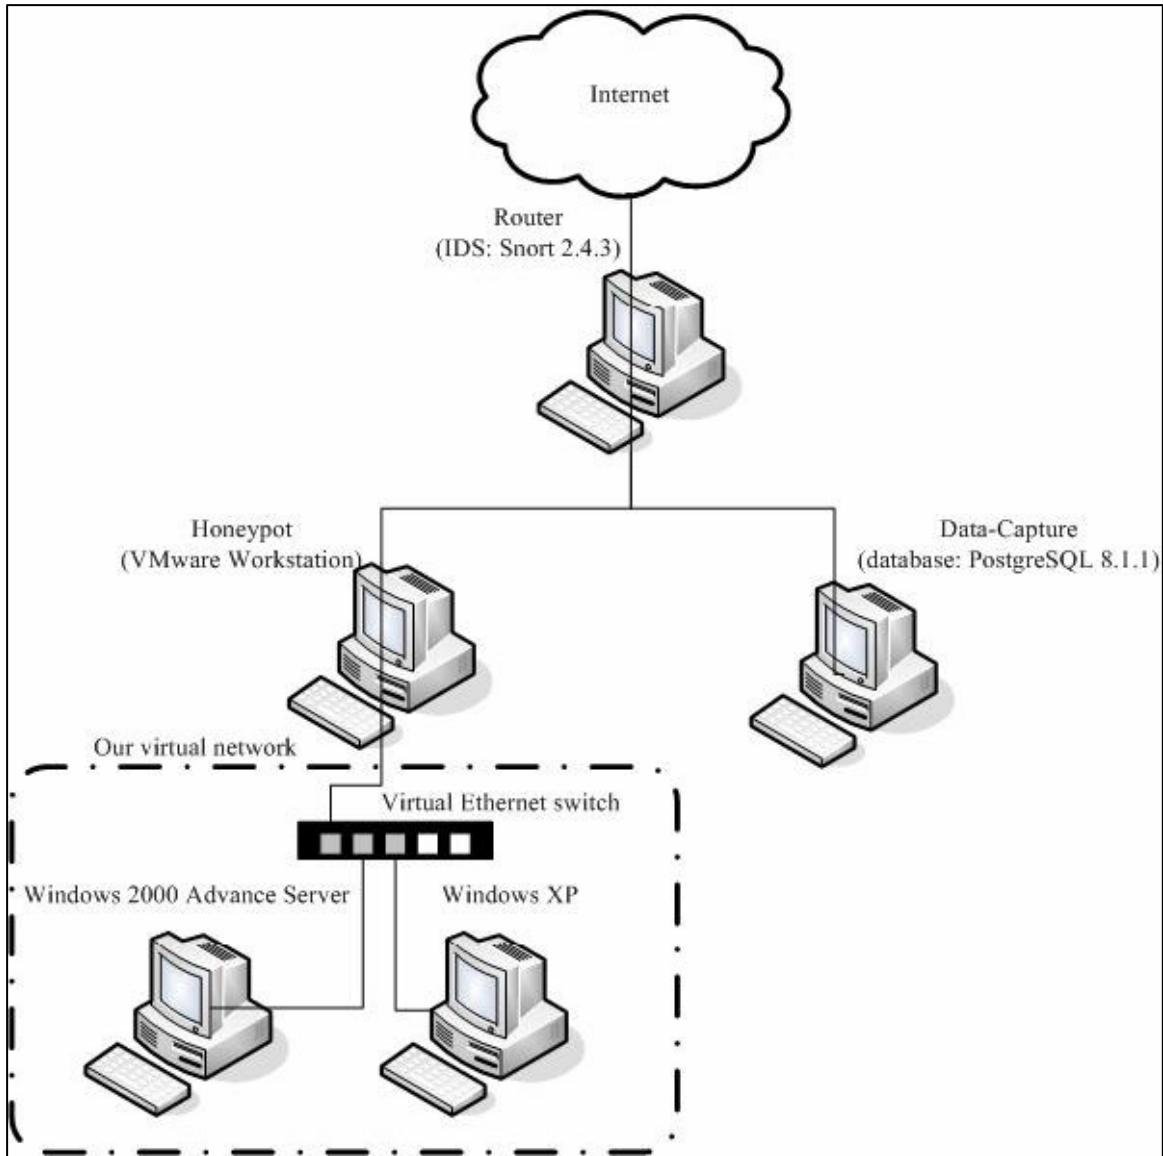 Internet
Router
(IDS: Snort 2.4.3)
Honeypot
(VMware Workstation)
Data-Capture
(database: PostgreSQL 8.1.1)
Our virtual network
Virtual Ethernet switch
Windows 2000 Advance Server
Windows XP